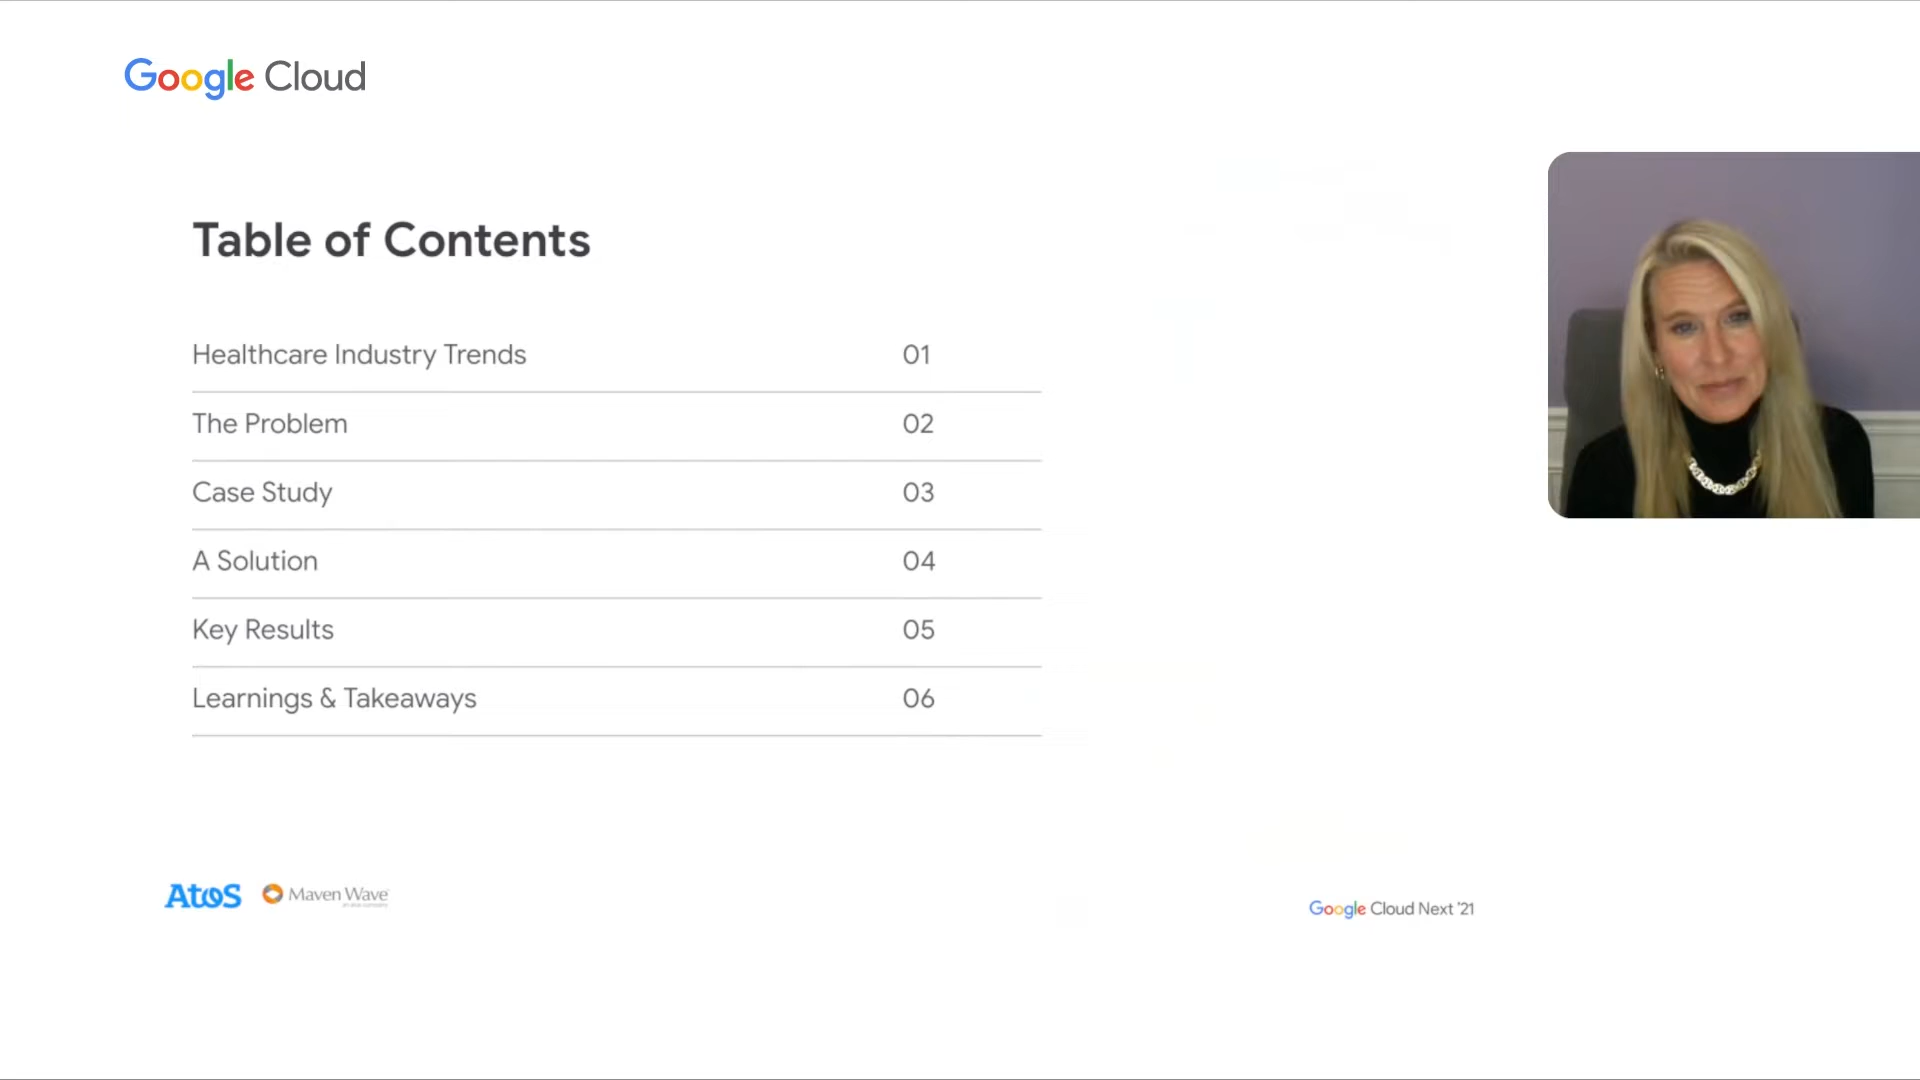 Google Cloud
Table of Contents
Healthcare Industry Trends 01
The Problem 02
Case Study 03
A Solution 04
Key Results 05
Learnings & Takeaways 06
Atos Maven Wave
Google Cloud Next '21